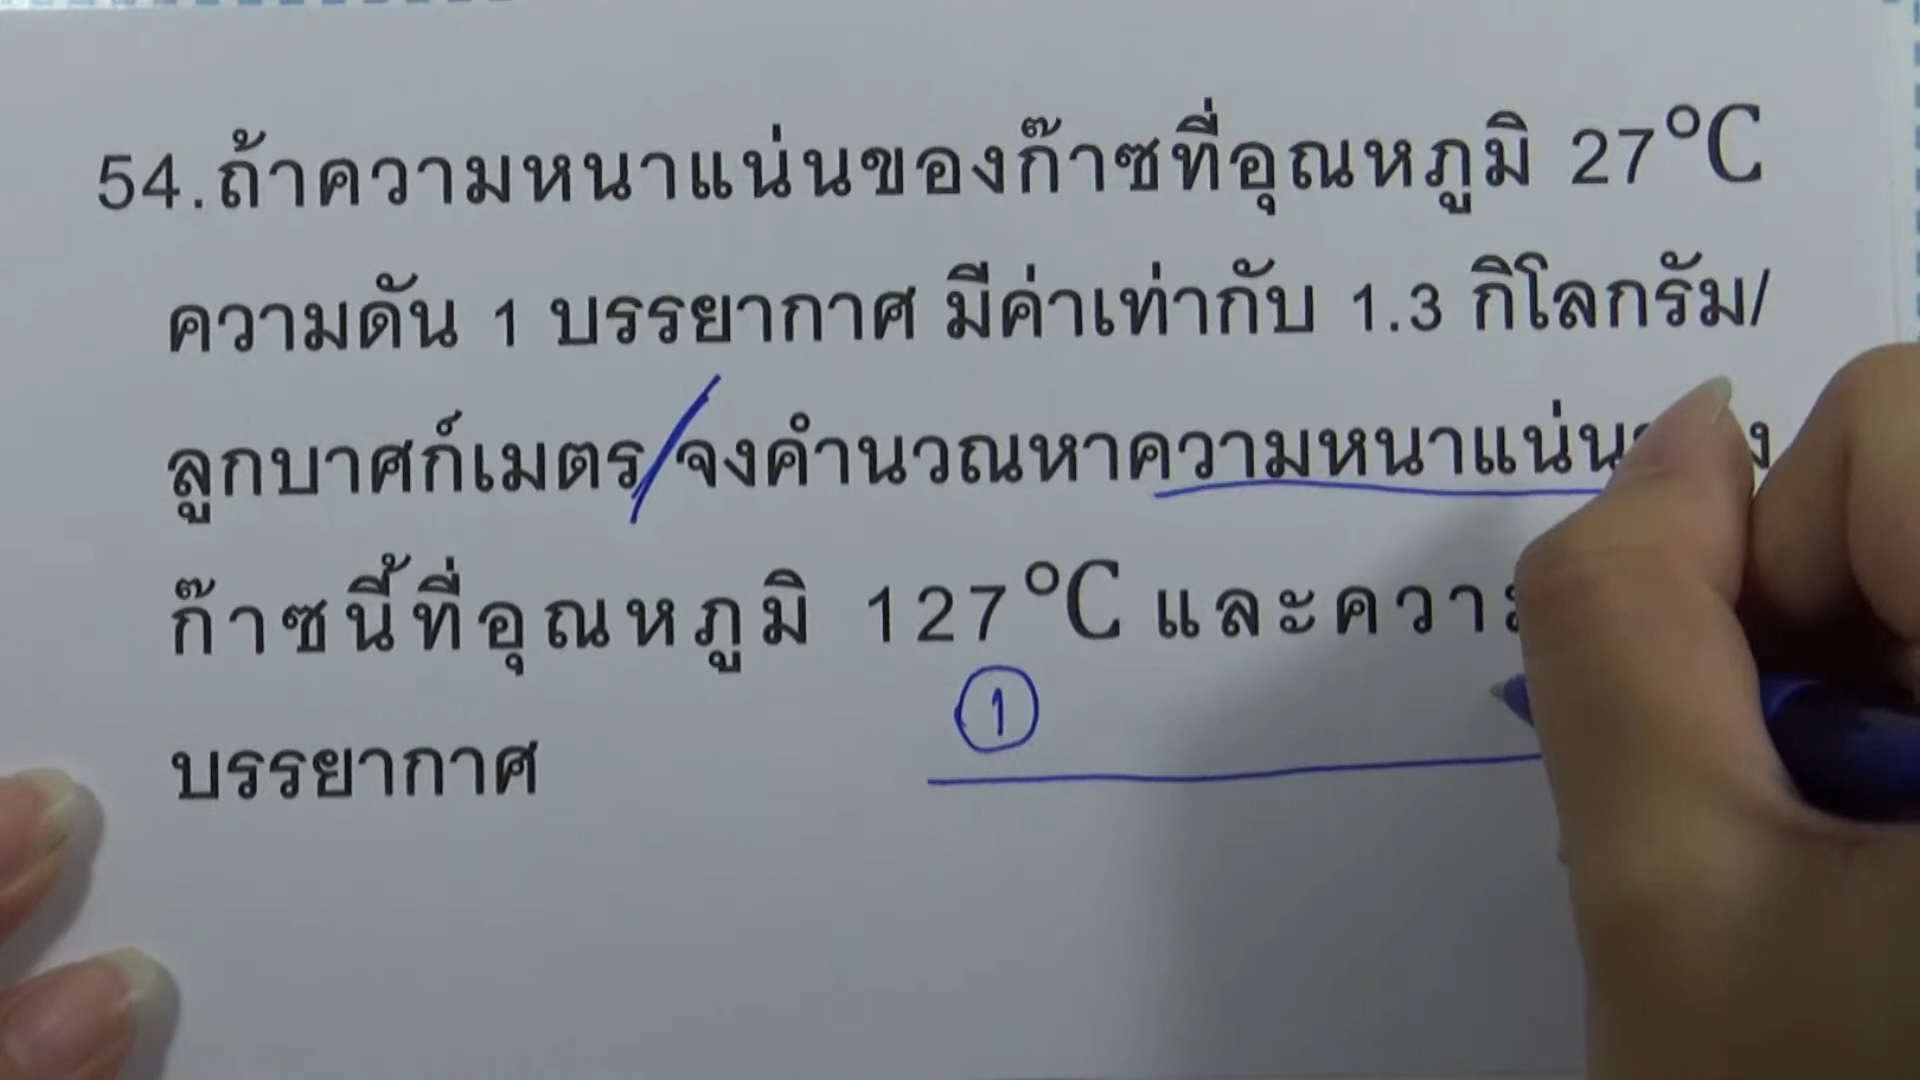 54.ถ้าความหนาแน่นของก๊าซที่อุณหภูมิ 27°C
ความดัน 1 บรรยากาศ มีค่าเท่ากับ 1.3 กิโลกรัม/
ลูกบาศก์เมตร/จงคำนวณหาความหนาแน่น
ก๊าซนี้ที่อุณหภูมิ 127°C และ
1
บรรยากาศ